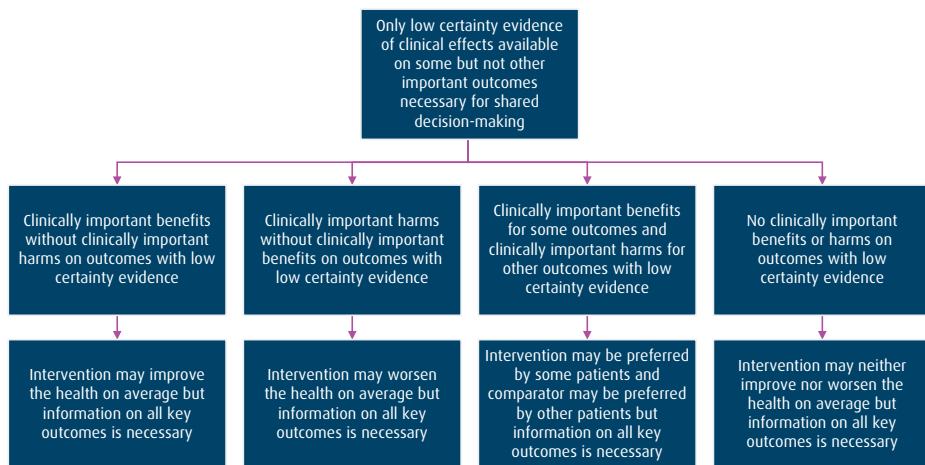 Only low certainty evidence
of clinical effects available
on some but not other
important outcomes
necessary for shared
decision-making
Clinically important benefits
without clinically important
harms on outcomes with low
certainty evidence
Clinically important harms
without clinically important
benefits on outcomes with
low certainty evidence
Clinically important benefits
for some outcomes and
clinically important harms for
other outcomes with low
certainty evidence
No clinically important
benefits or harms on
outcomes with low
certainty evidence
Intervention may improve
the health on average but
information on all key
outcomes is necessary
Intervention may worsen
the health on average but
information on all key
outcomes is necessary
Intervention may be preferred
by some patients and
comparator may be preferred
by other patients but
information on all key
outcomes is necessary
Intervention may neither
improve nor worsen the
health on average but
information on all key
outcomes is necessary